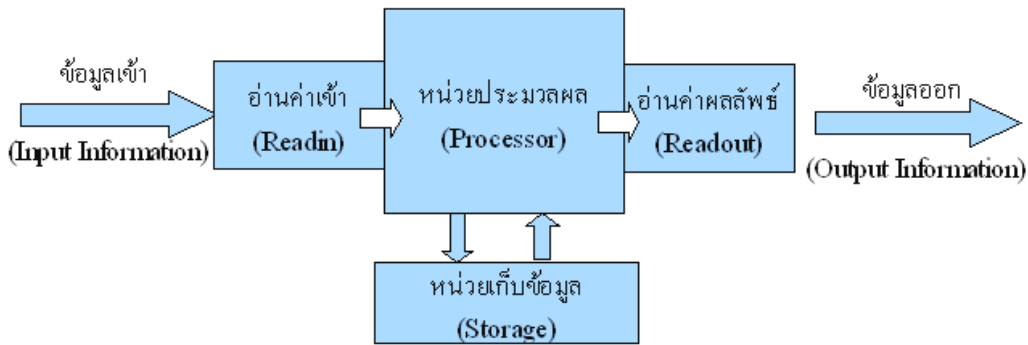 ข้อมูลเข้า
(Input Information)
อ่านค่าเข้า
(Readin)
หน่วยประมวลผล
(Processor)
อ่านค่าผลลัพธ์
(Readout)
ข้อมูลออก
(Output Information)
หน่วยเก็บข้อมูล
(Storage)